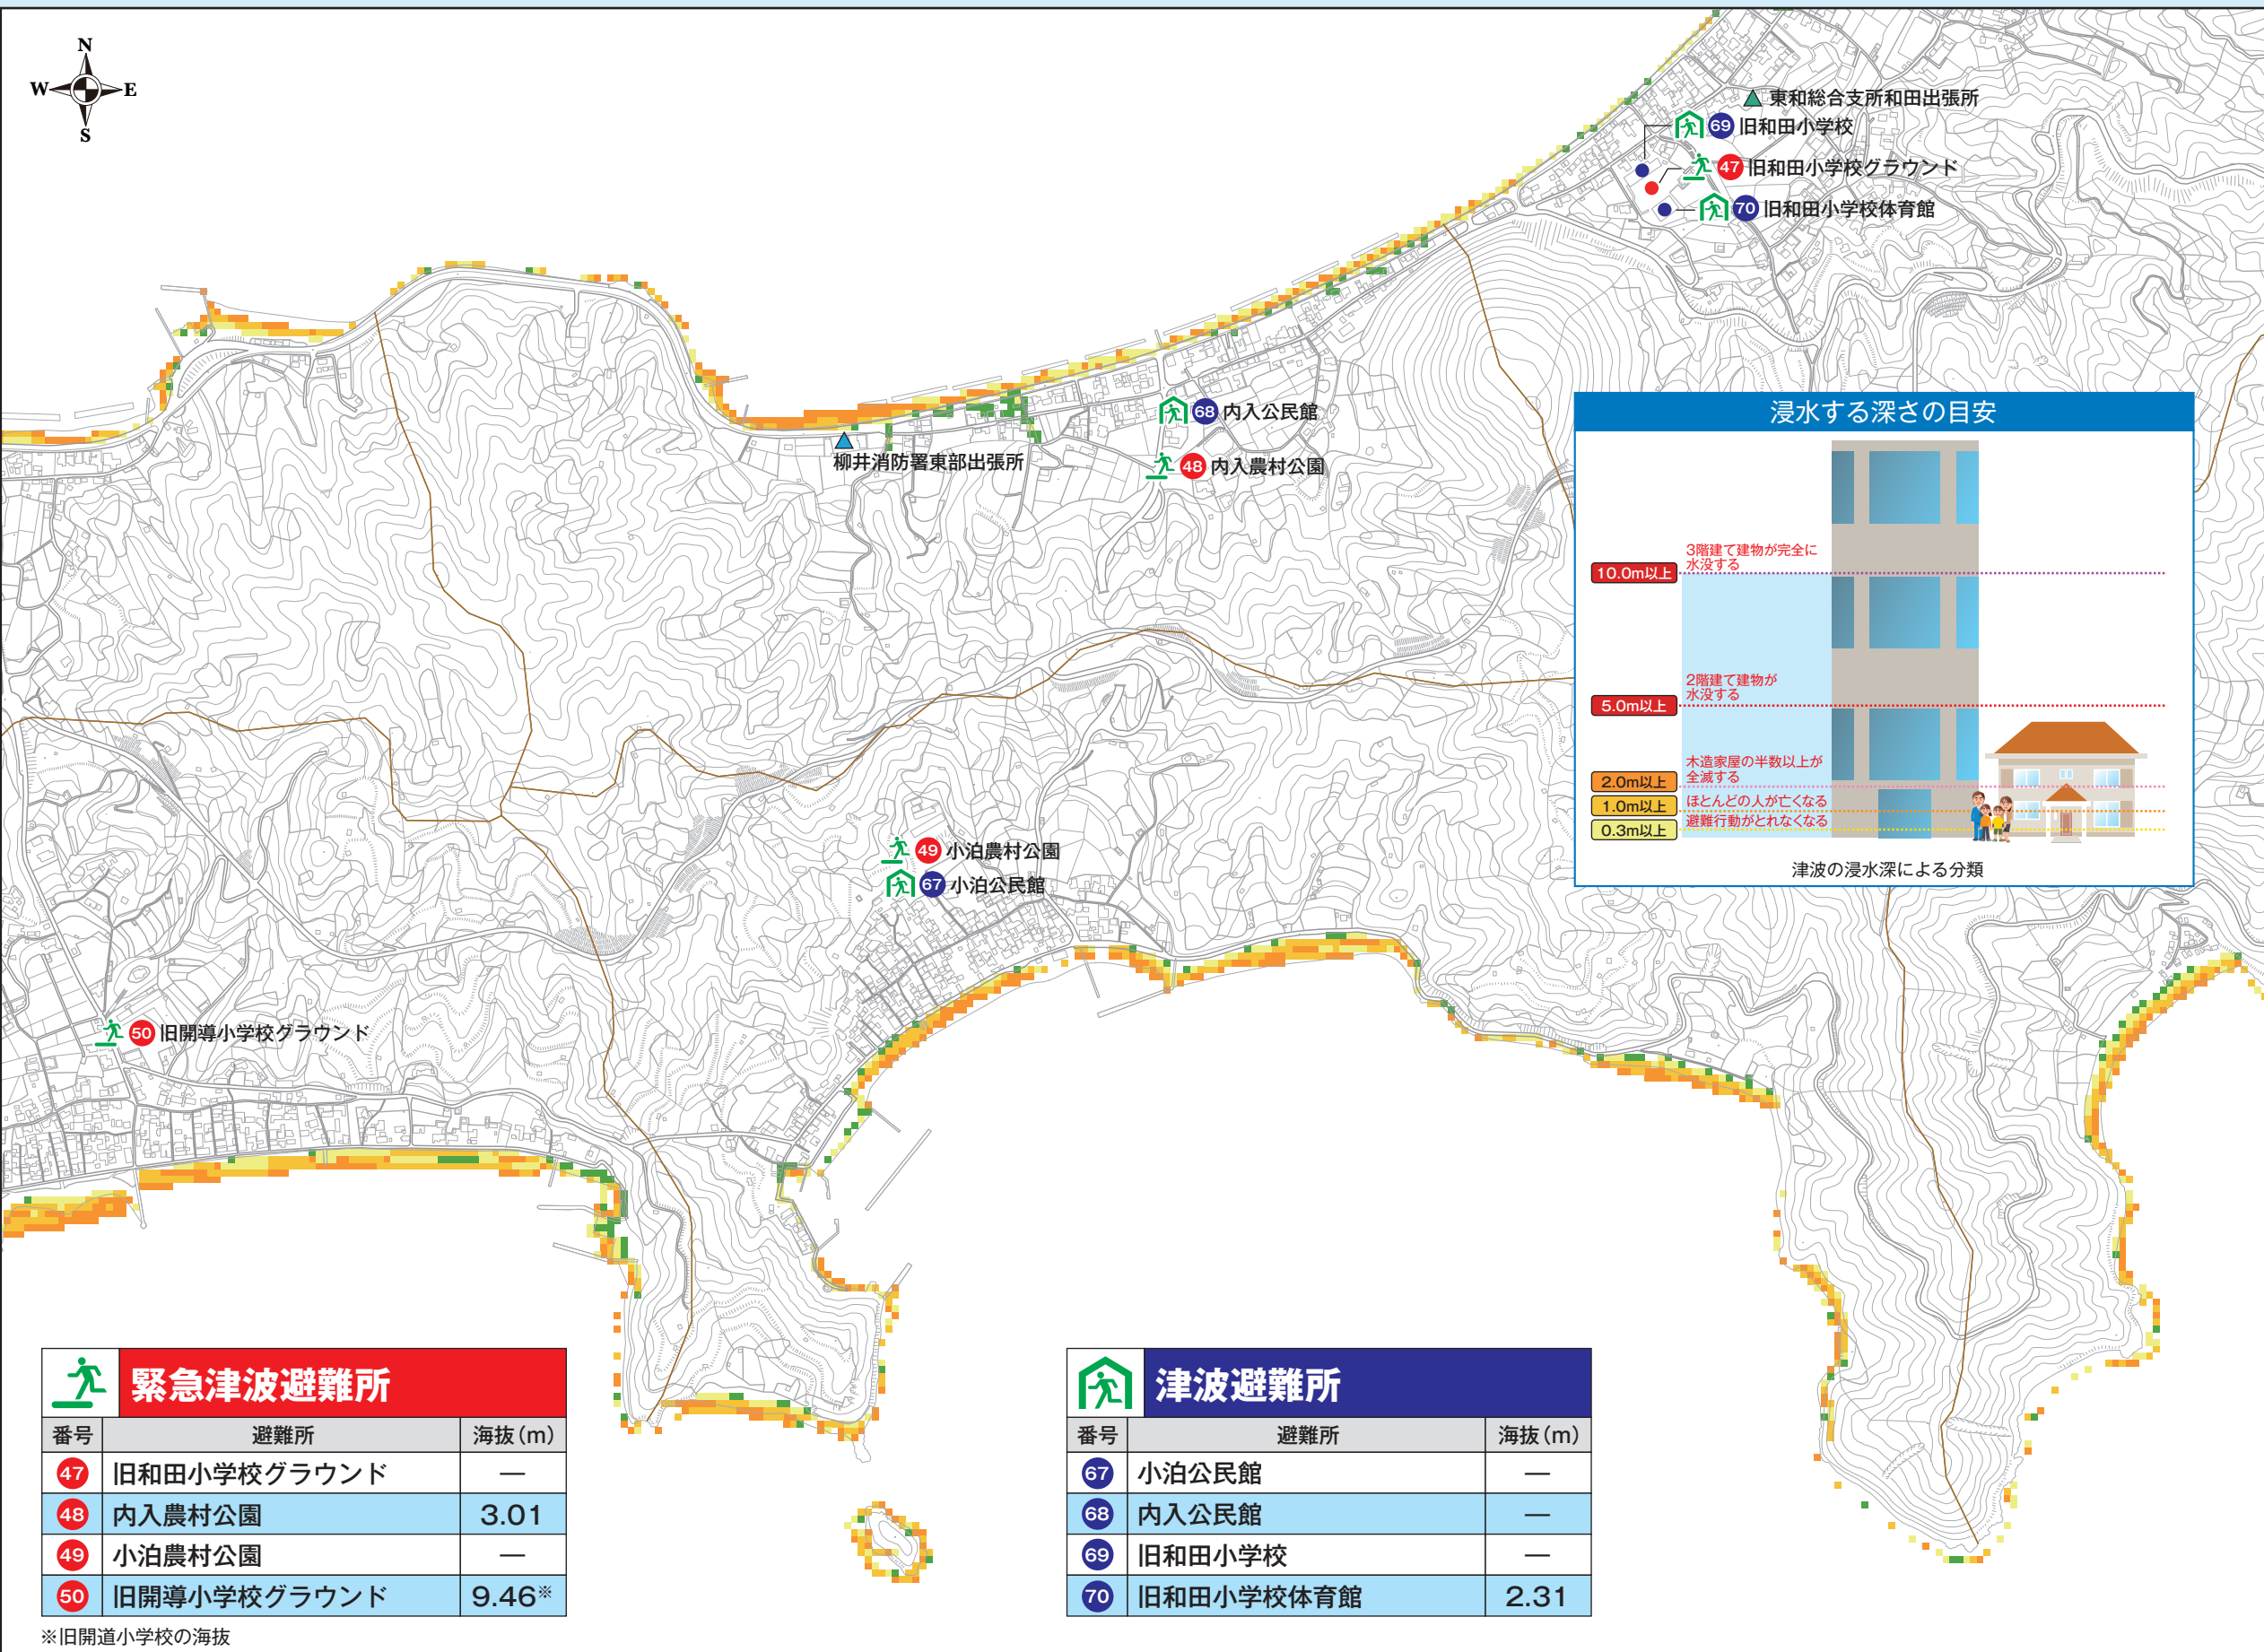 N
W E
S
東和総合支所和田出張所
69 旧和田小学校
47 旧和田小学校グラウンド
70 旧和田小学校体育館
68 内入公民館
柳井消防署東部出張所
48 内入農村公園
浸水する深さの目安
3階建て建物が完全に
水没する
10.0m以上
2階建て建物が
水没する
5.0m以上
木造家屋の半数以上が
全滅する
2.0m以上
1.0m以上 ほとんどの人が亡くなる
0.3m以上 避難行動がとれなくなる
津波の浸水深による分類
49 小泊農村公園
67 小泊公民館
50 旧開導小学校グラウンド
緊急津波避難所
番号 避難所 海抜(m)
47 旧和田小学校グラウンド —
48 内入農村公園 3.01
49 小泊農村公園 —
50 旧開導小学校グラウンド 9.46※
※旧開道小学校の海抜
津波避難所
番号 避難所 海抜(m)
67 小泊公民館 —
68 内入公民館 —
69 旧和田小学校 —
70 旧和田小学校体育館 2.31